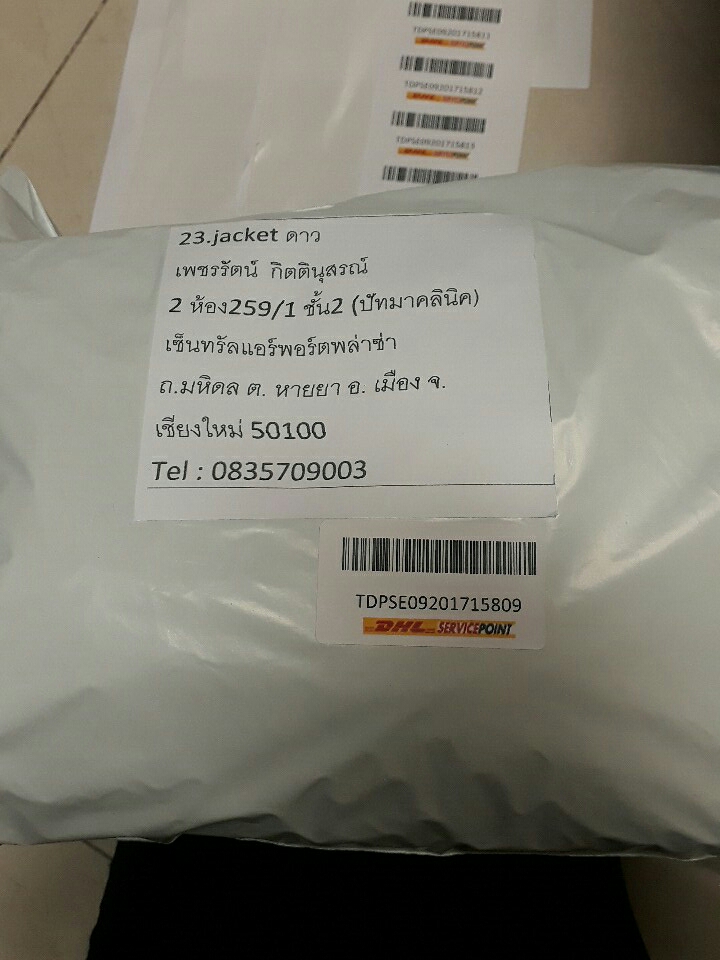 TDPSE09201715811
TDPSE09201715812
TDPSE09201715813
23.jacket ดาว
เพชรรัตน์ กิตตินุสรณ์
2 ห้อง259/1 ชั้น2 (ปัทมาคลินิค)
เซ็นทรัลแอร์พอร์ตพล่าซ่า
ถ.มหิดล ต. หายยา อ. เมือง จ.
เชียงใหม่ 50100
Tel : 0835709003
TDPSE09201715809
DHL SERVICEPOINT